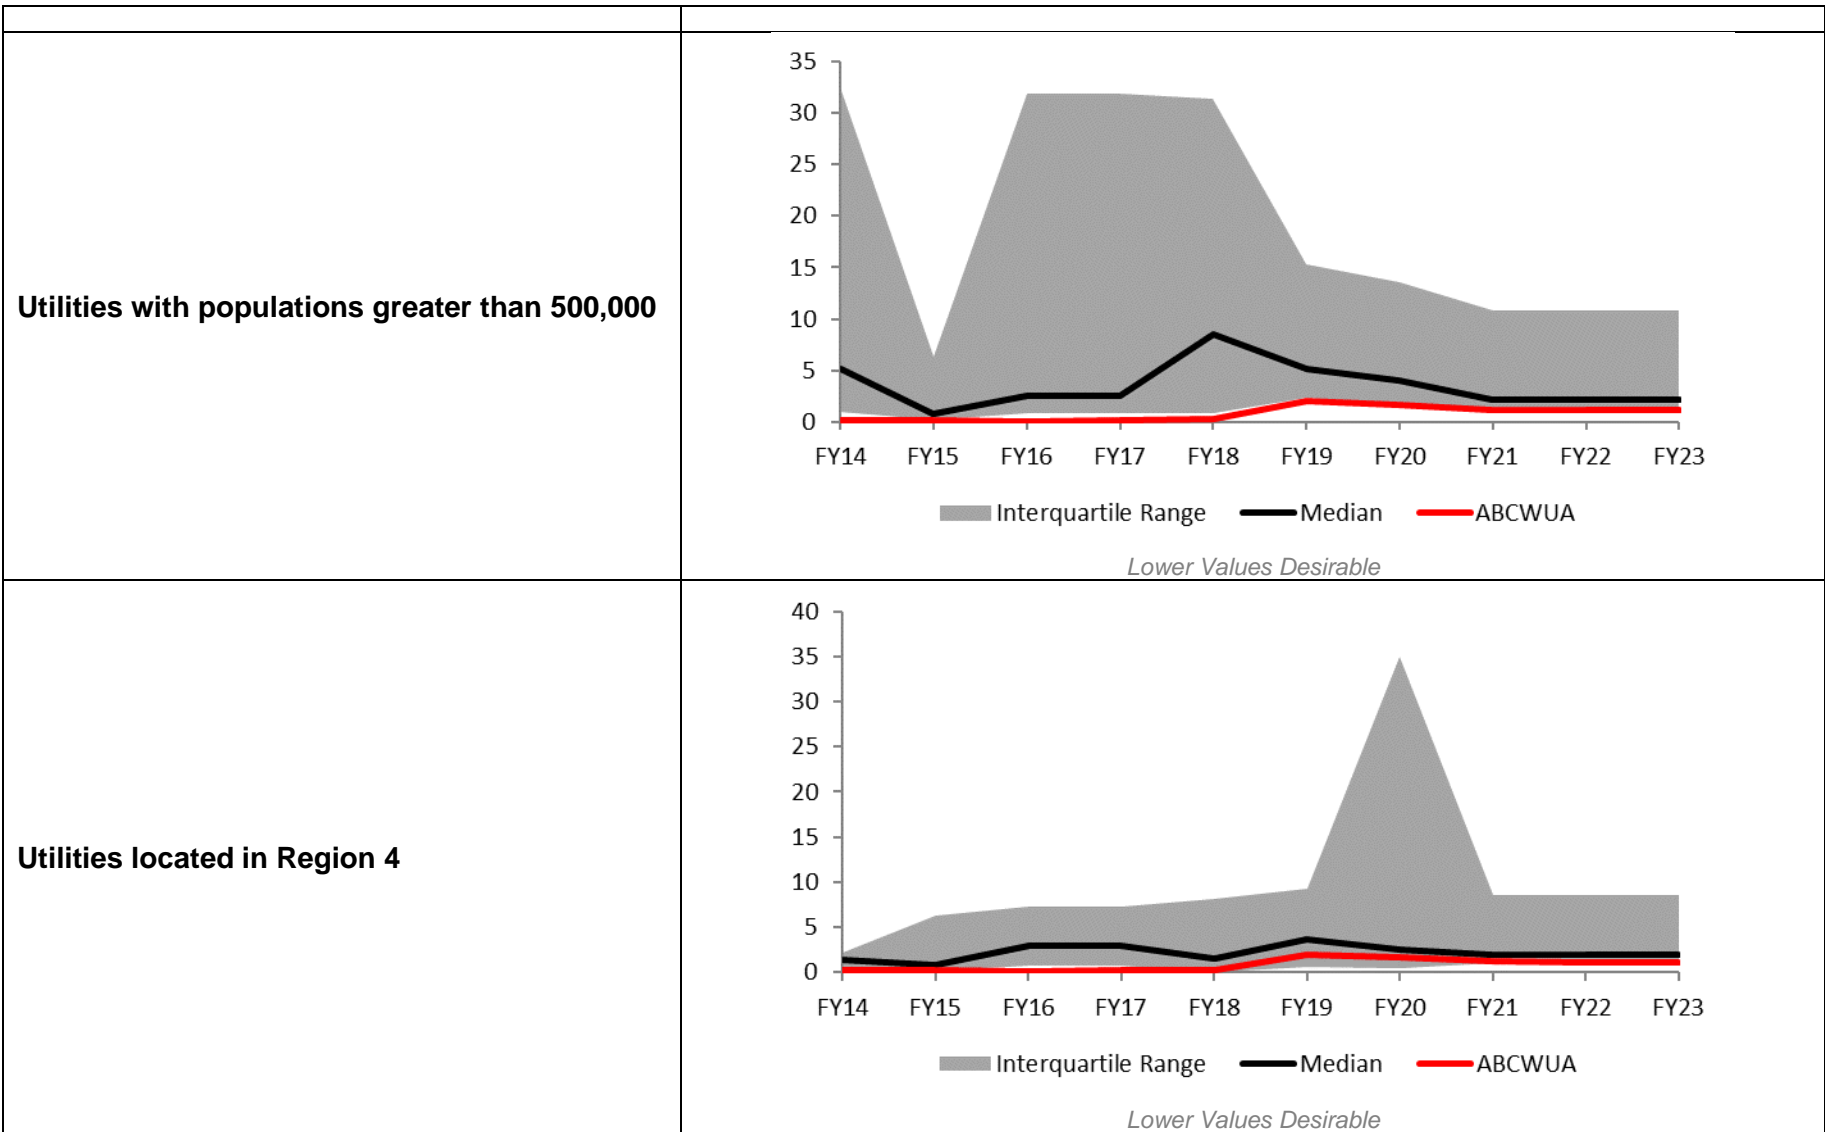 Utilities with populations greater than 500,000
35
30
25
20
15
10
5
0
FY14 FY15 FY16 FY17 FY18 FY19 FY20 FY21 FY22 FY23
Interquartile Range Median ABCWUA
Lower Values Desirable
Utilities located in Region 4
40
35
30
25
20
15
10
5
0
FY14 FY15 FY16 FY17 FY18 FY19 FY20 FY21 FY22 FY23
Interquartile Range Median ABCWUA
Lower Values Desirable